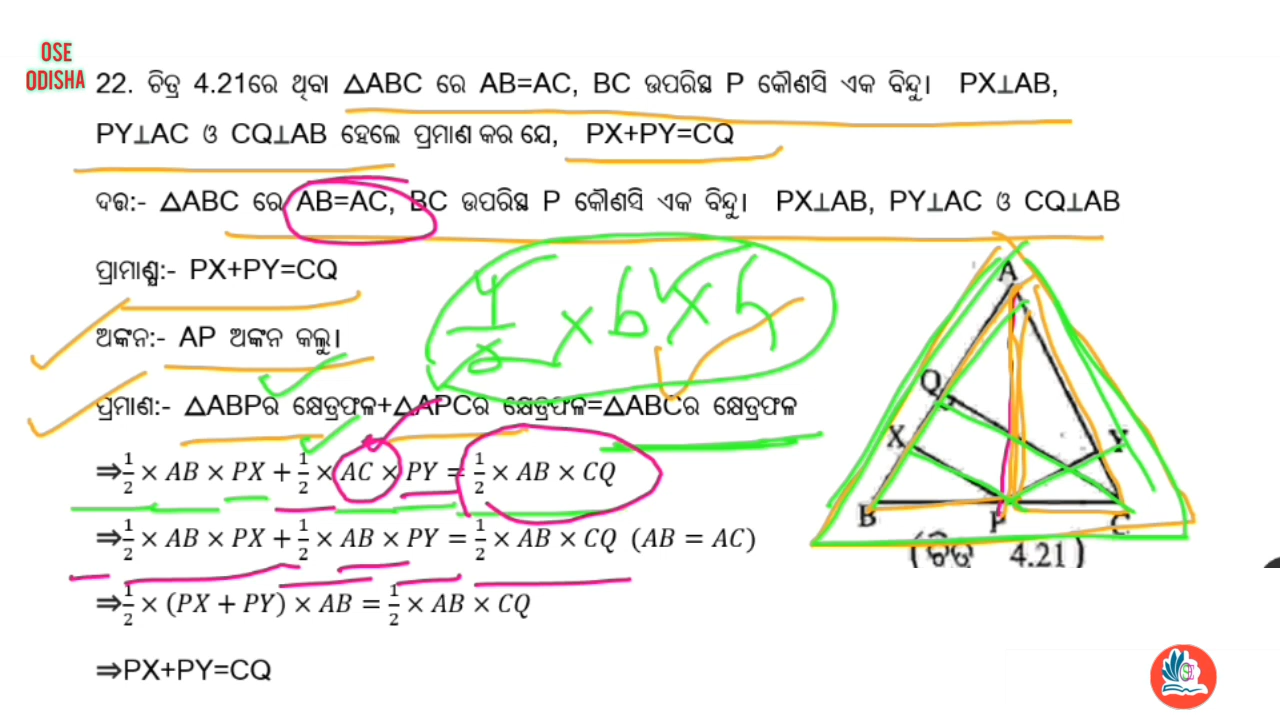 OSE
ODISHA
22. ଚିତ୍ର 4.21ରେ ଥିବା △ABC ରେ AB=AC, BC ଉପରିସ୍ଥ P କୌଣସି ଏକ ବିନ୍ଦୁ। PX⊥AB,
PY⊥AC ଓ CQ⊥AB ହେଲେ ପ୍ରମାଣ କର ଯେ, PX+PY=CQ
ଦତ୍ତ:- △ABC ରେ AB=AC, BC ଉପରିସ୍ଥ P କୌଣସି ଏକ ବିନ୍ଦୁ। PX⊥AB, PY⊥AC ଓ CQ⊥AB
ପ୍ରାମାଣ୍ଯ:- PX+PY=CQ
ଅଙ୍କନ:- AP ଅଙ୍କନ କଲୁ।
1/2 × b × h
ପ୍ରମାଣ:- △ABPର କ୍ଷେତ୍ରଫଳ+△APCର କ୍ଷେତ୍ରଫଳ=△ABCର କ୍ଷେତ୍ରଫଳ
⇒1/2 × AB × PX + 1/2 × AC × PY = 1/2 × AB × CQ
⇒1/2 × AB × PX + 1/2 × AB × PY = 1/2 × AB × CQ (AB = AC)
⇒1/2 × (PX + PY) × AB = 1/2 × AB × CQ
⇒PX+PY=CQ
A
Q
X Y
B P C
(ଚିତ୍ର 4.21)